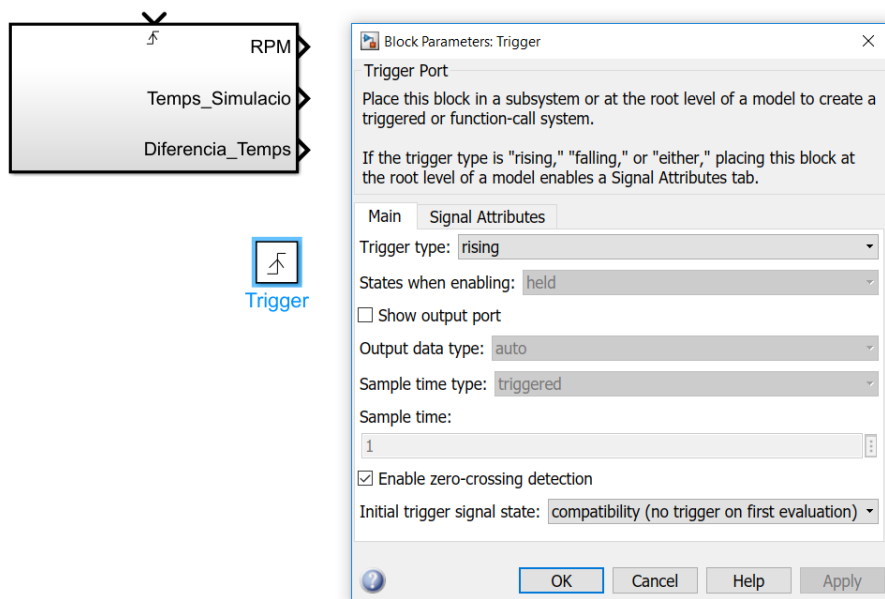 RPM
Temps_Simulacio
Diferencia_Temps
Trigger
Block Parameters: Trigger
Trigger Port
Place this block in a subsystem or at the root level of a model to create a
triggered or function-call system.
If the trigger type is "rising," "falling," or "either," placing this block at
the root level of a model enables a Signal Attributes tab.
Main Signal Attributes
Trigger type: rising
States when enabling: held
Show output port
Output data type: auto
Sample time type: triggered
Sample time:
1
Enable zero-crossing detection
Initial trigger signal state: compatibility (no trigger on first evaluation)
? OK Cancel Help Apply